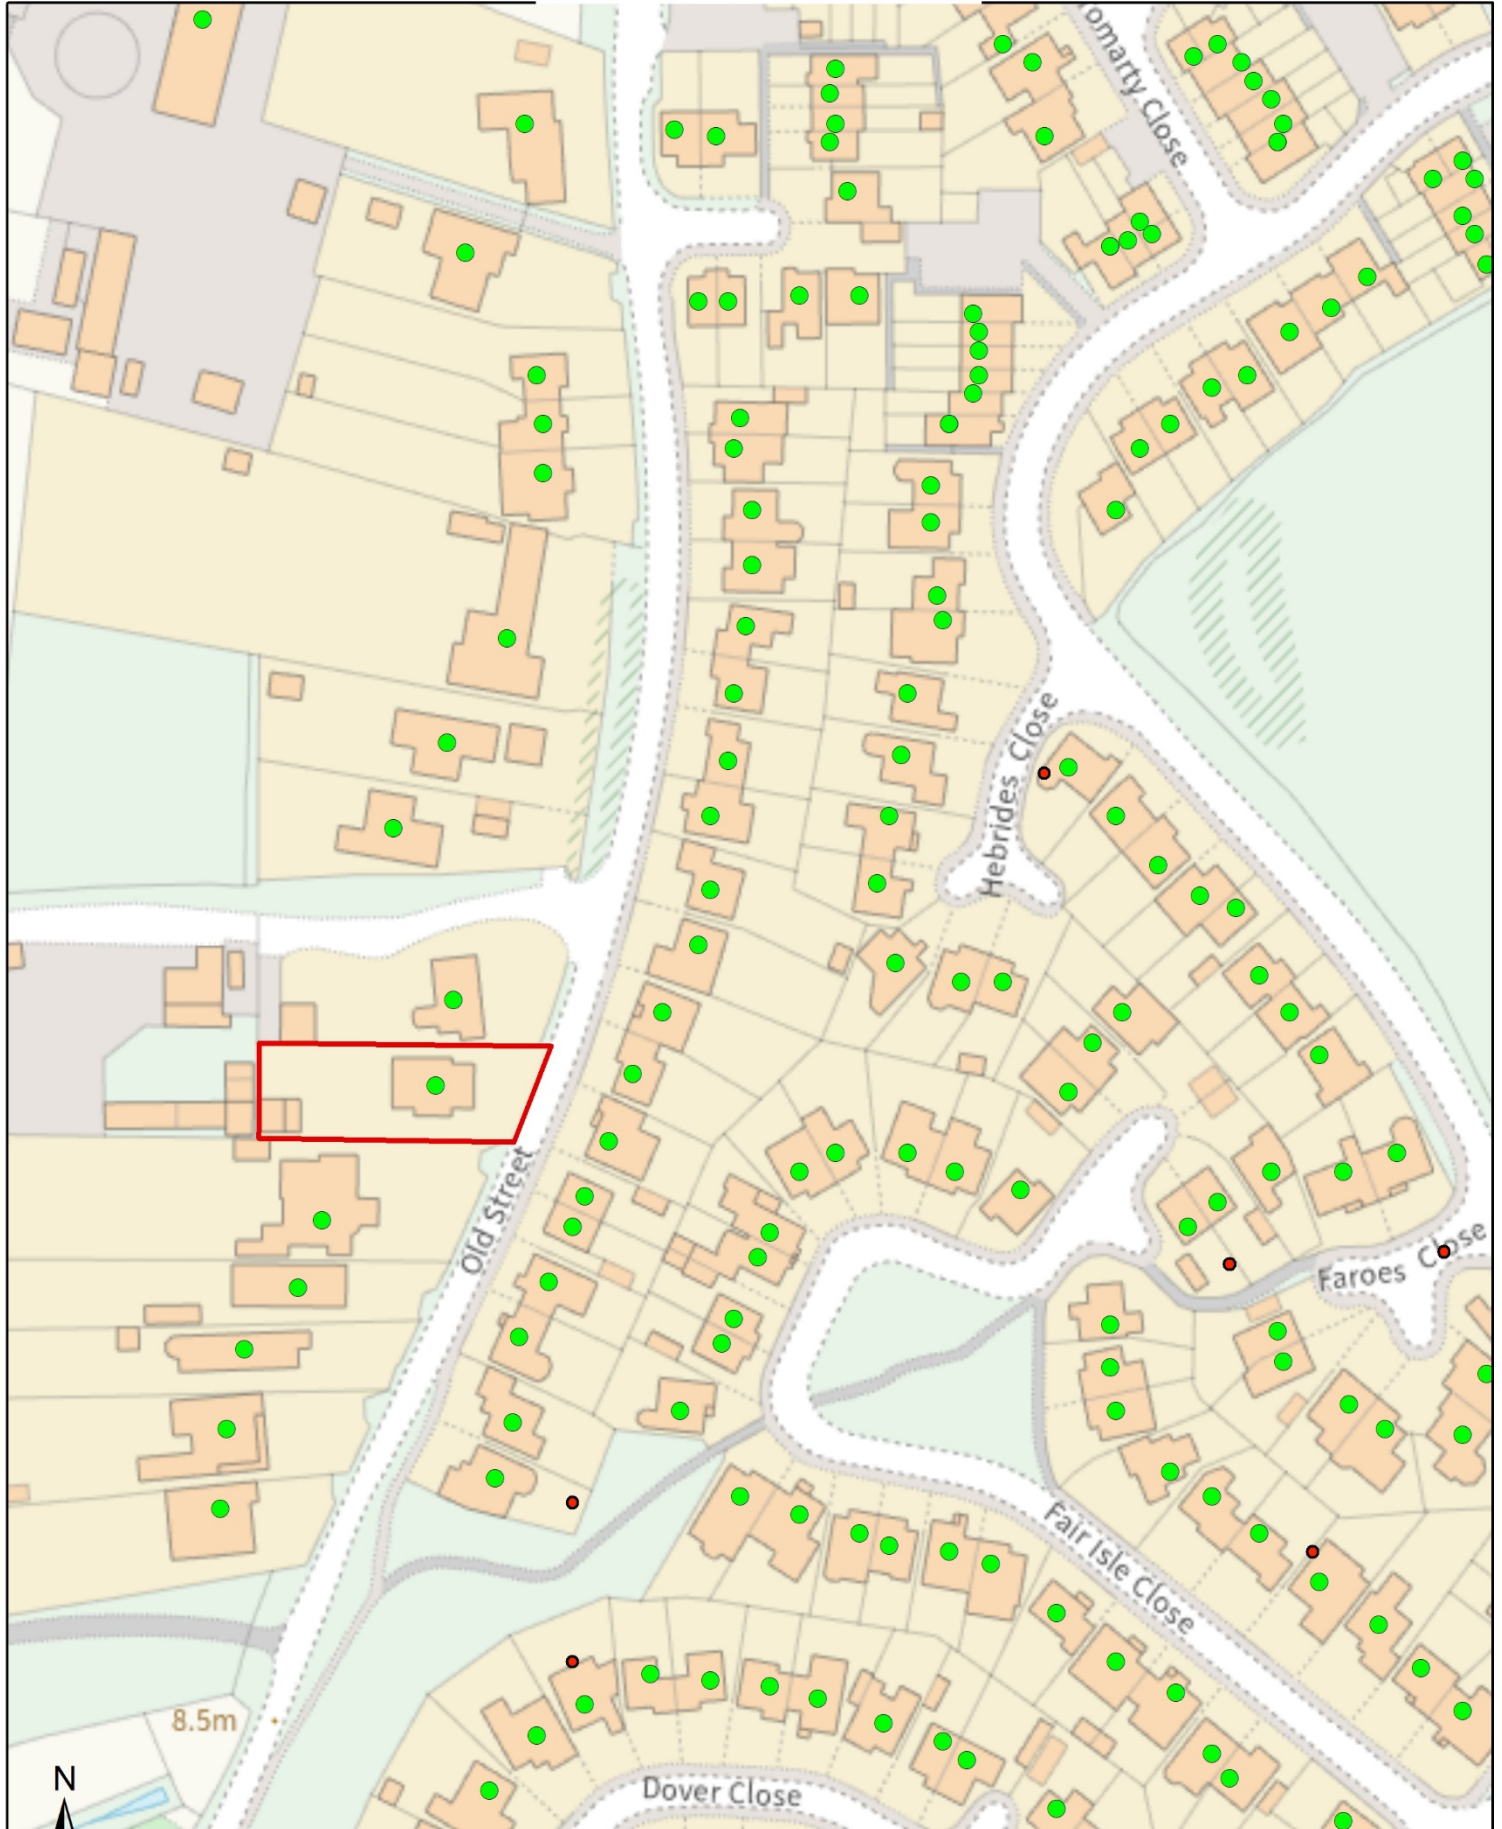 omarty Close
Hebrides Close
Old Street
Faroes Close
Fair Isle Close
8.5m
N
Dover Close